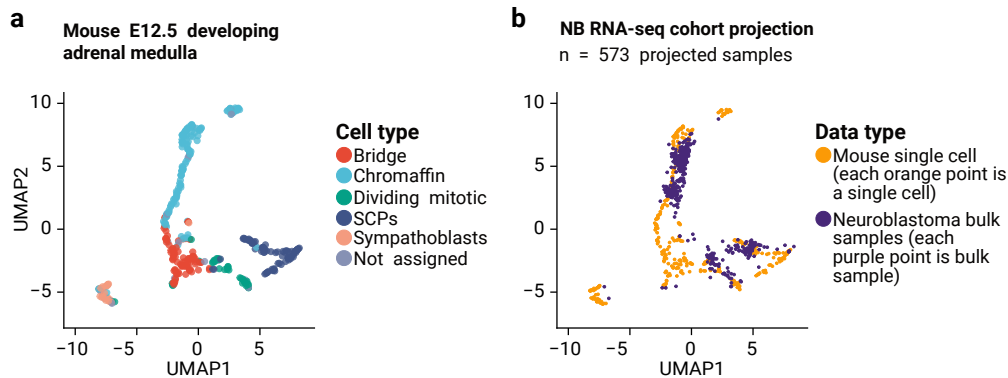 a
Mouse E12.5 developing
adrenal medulla
10
5
0
−5
−10
−5
0
5
UMAP2
UMAP1
Cell type
Bridge
Chromaffin
Dividing mitotic
SCPs
Sympathoblasts
Not assigned
b
NB RNA-seq cohort projection
n = 573 projected samples
10
5
0
−5
−10
−5
0
5
UMAP1
Data type
Mouse single cell
(each orange point is
a single cell)
Neuroblastoma bulk
samples (each
purple point is bulk
sample)